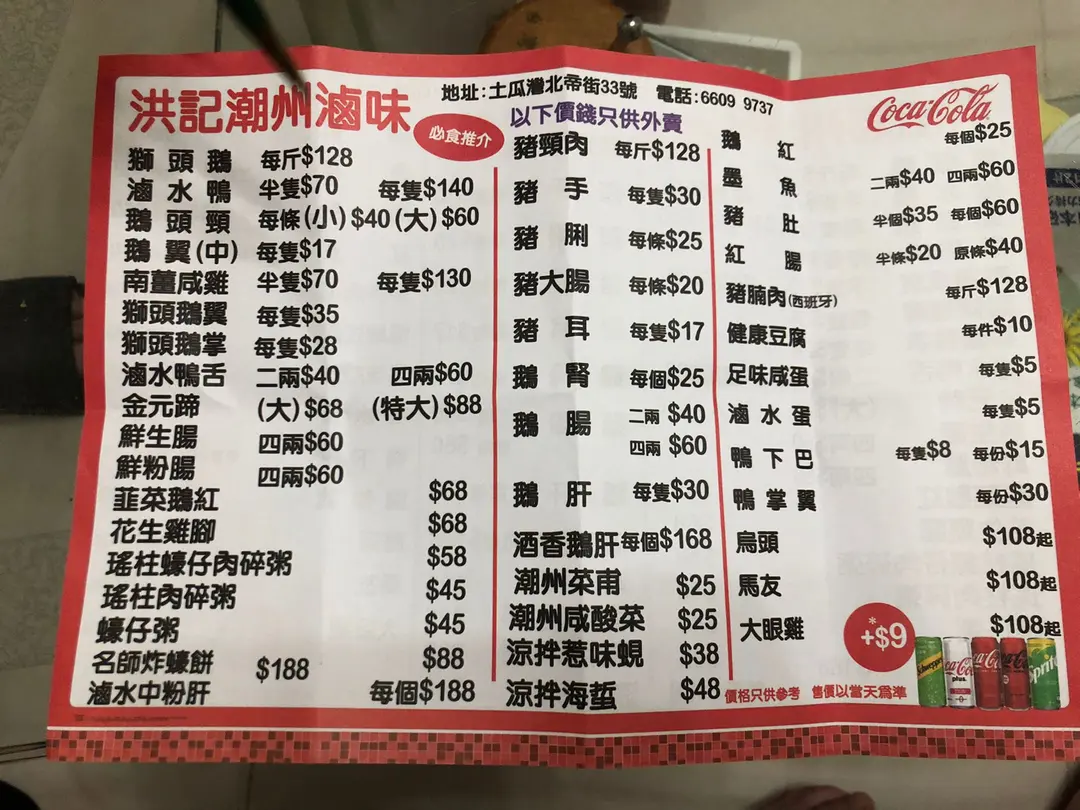 洪記潮州滷味
地址:土瓜灣北帝街33號 電話:6609 9737
必食推介
以下價錢只供外賣
Coca-Cola
獅頭鵝 每斤$128
滷水鴨 半隻$70 每隻$140
鵝頭頸 每條(小)$40(大)$60
鵝翼(中) 每隻$17
南薑咸雞 半隻$70 每隻$130
獅頭鵝翼 每隻$35
獅頭鵝掌 每隻$28
滷水鴨舌 二兩$40 四兩$60
金元蹄 (大)$68 (特大)$88
鮮生腸 四兩$60
鮮粉腸 四兩$60
韮菜鵝紅 $68
花生雞腳 $68
瑤柱蠔仔肉碎粥 $58
瑤柱肉碎粥 $45
蠔仔粥 $45
名師炸蠔餅 $188 $88
滷水中粉肝 每個$188
豬頸肉 每斤$128
豬手 每隻$30
豬脷 每條$25
豬大腸 每條$20
豬耳 每隻$17
鵝腎 每個$25
鵝腸 二兩 $40
四兩 $60
鵝肝 每隻$30
酒香鵝肝 每個$168
潮州菜甫 $25
潮州咸酸菜 $25
涼拌惹味蜆 $38
涼拌海蜇 $48
鵝紅 每個$25
墨魚 二兩$40 四兩$60
豬肚 半個$35 每個$60
紅腸 半條$20 原條$40
豬腩肉(西班牙) 每斤$128
健康豆腐 每件$10
足味咸蛋 每隻$5
滷水蛋 每隻$5
鴨下巴 每隻$8 每份$15
鴨掌翼 每份$30
烏頭 $108起
馬友 $108起
大眼雞 $108起
*+$9
Schweppes
Coca-Cola plus
Coca-Cola
Coca-Cola
Sprite
價格只供參考 售價以當天為準